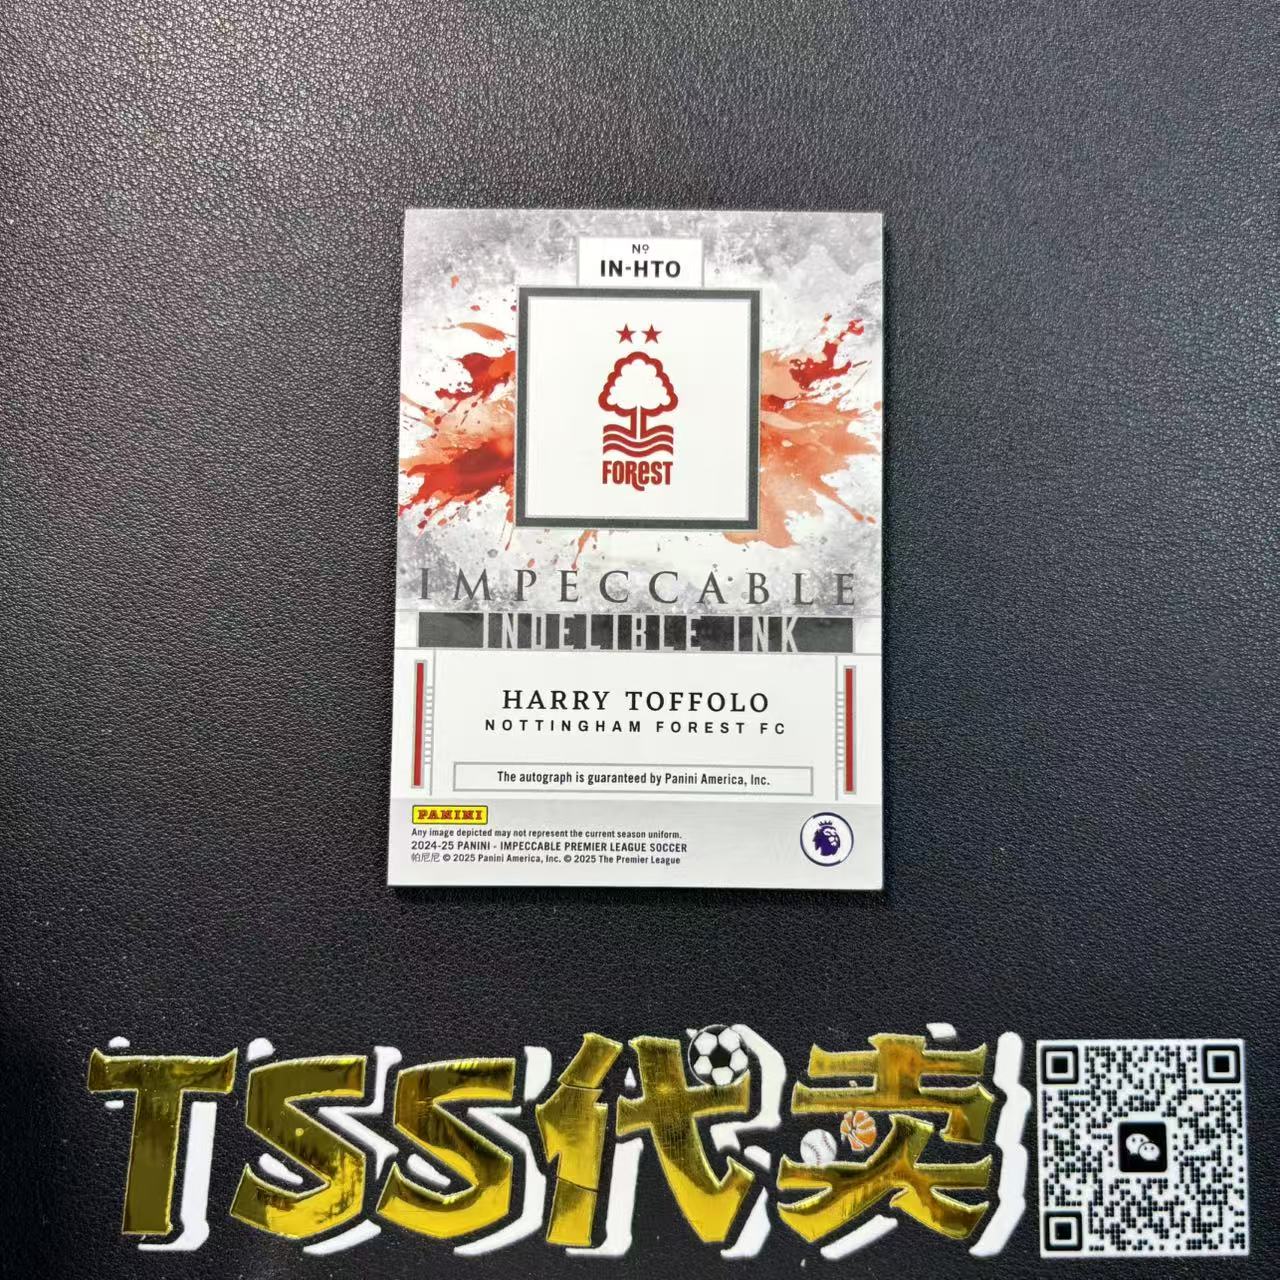 Nº
IN-HTO
FOREST
IMPECCABLE
INDELIBLE INK
HARRY TOFFOLO
NOTTINGHAM FOREST FC
The autograph is guaranteed by Panini America, Inc.
PANINI
Any image depicted may not represent the current season uniform.
2024-25 PANINI - IMPECCABLE PREMIER LEAGUE SOCCER
帕尼尼 © 2025 Panini America, Inc. © 2025 The Premier League
TSS代卖